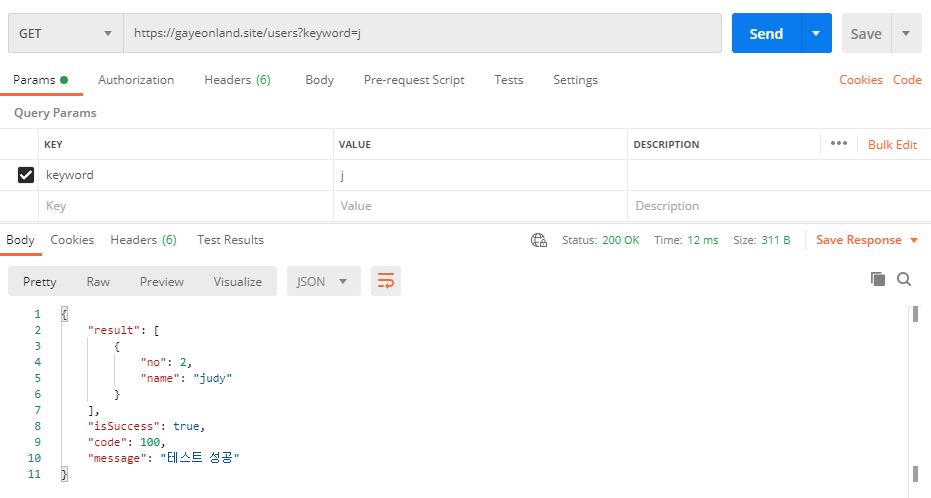 GET https://gayeonland.site/users?keyword=j Send Save
Params Authorization Headers (6) Body Pre-request Script Tests Settings Cookies Code
Query Params
KEY VALUE DESCRIPTION ••• Bulk Edit
keyword j
Key Value Description
Body Cookies Headers (6) Test Results Status: 200 OK Time: 12 ms Size: 311 B Save Response
Pretty Raw Preview Visualize JSON
1 {
2 "result": [
3 {
4 "no": 2,
5 "name": "judy"
6 }
7 ],
8 "isSuccess": true,
9 "code": 100,
10 "message": "테스트 성공"
11 }